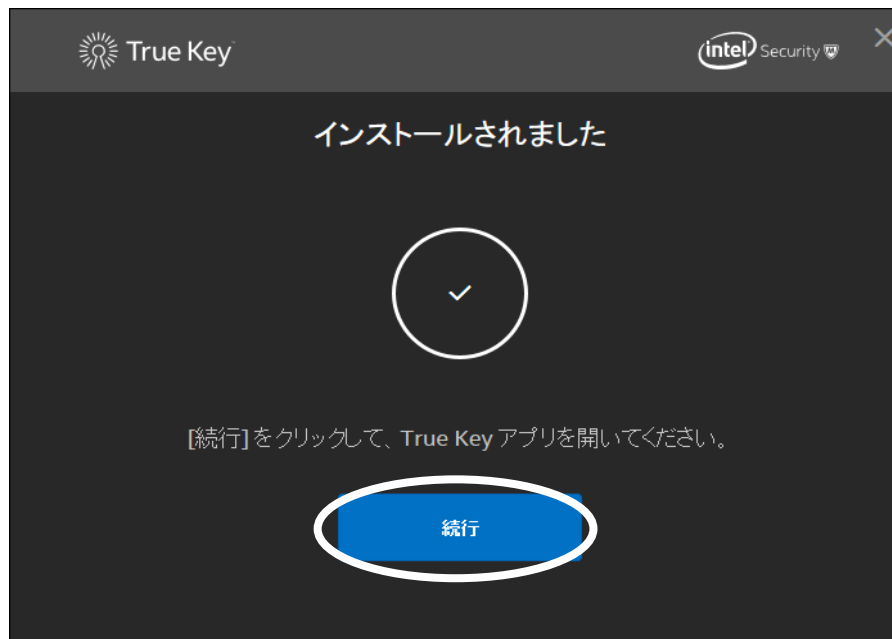 True Key™
intel Security
インストールされました
[続行]をクリックして、True Key アプリを開いてください。
続行